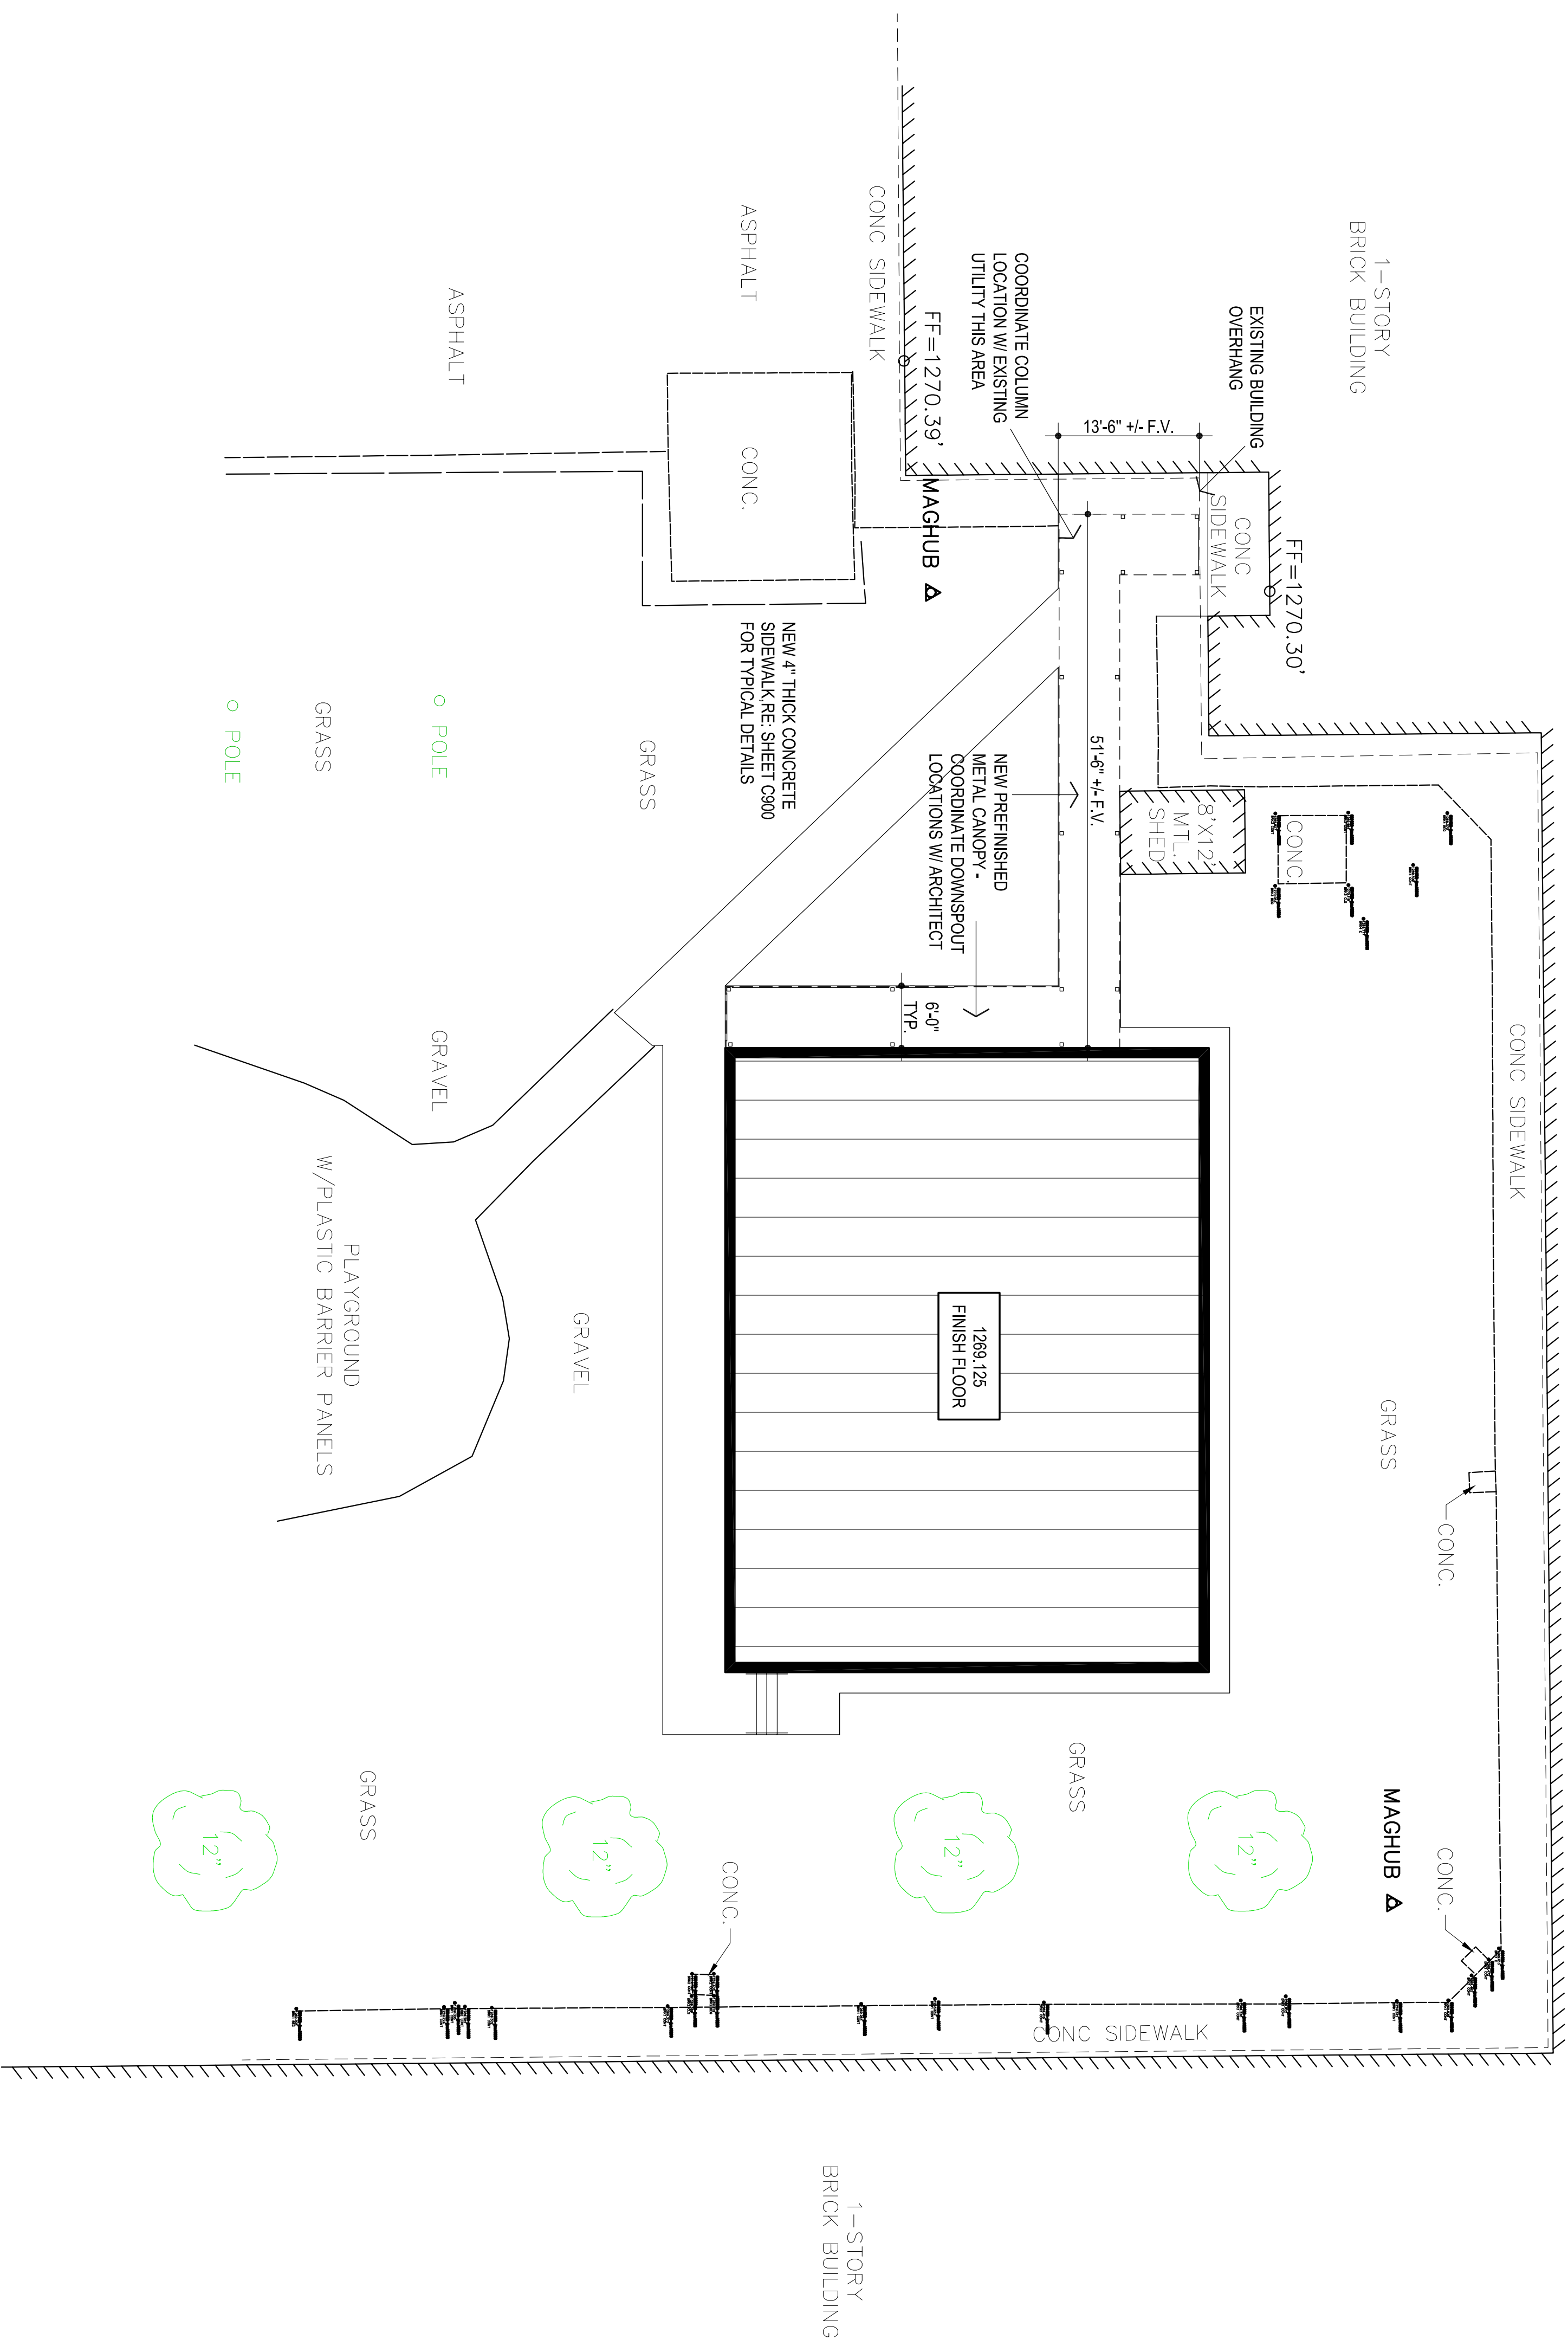 1-STORY
BRICK BUILDING
EXISTING BUILDING
OVERHANG
COORDINATE COLUMN
LOCATION W/ EXISTING
UTILITY THIS AREA
CONC SIDEWALK
ASPHALT
ASPHALT
FF=1270.39'
13'-6" +/- F.V.
CONC
SIDEWALK
FF=1270.30'
CONC.
MAGHUB
NEW 4" THICK CONCRETE
SIDEWALK,RE: SHEET C900
FOR TYPICAL DETAILS
51'-6" +/- F.V.
NEW PREFINISHED
METAL CANOPY -
COORDINATE DOWNSPOUT
LOCATIONS W/ ARCHITECT
8'X12'
MTL.
SHED
CONC.
GRASS
GRASS
POLE
POLE
6'-0"
TYP.
CONC SIDEWALK
GRAVEL
GRAVEL
PLAYGROUND
W/PLASTIC BARRIER PANELS
1269.125
FINISH FLOOR
GRASS
CONC.
GRASS
GRASS
MAGHUB
CONC.
CONC.
12"
12"
12"
12"
CONC SIDEWALK
1-STORY
BRICK BUILDING